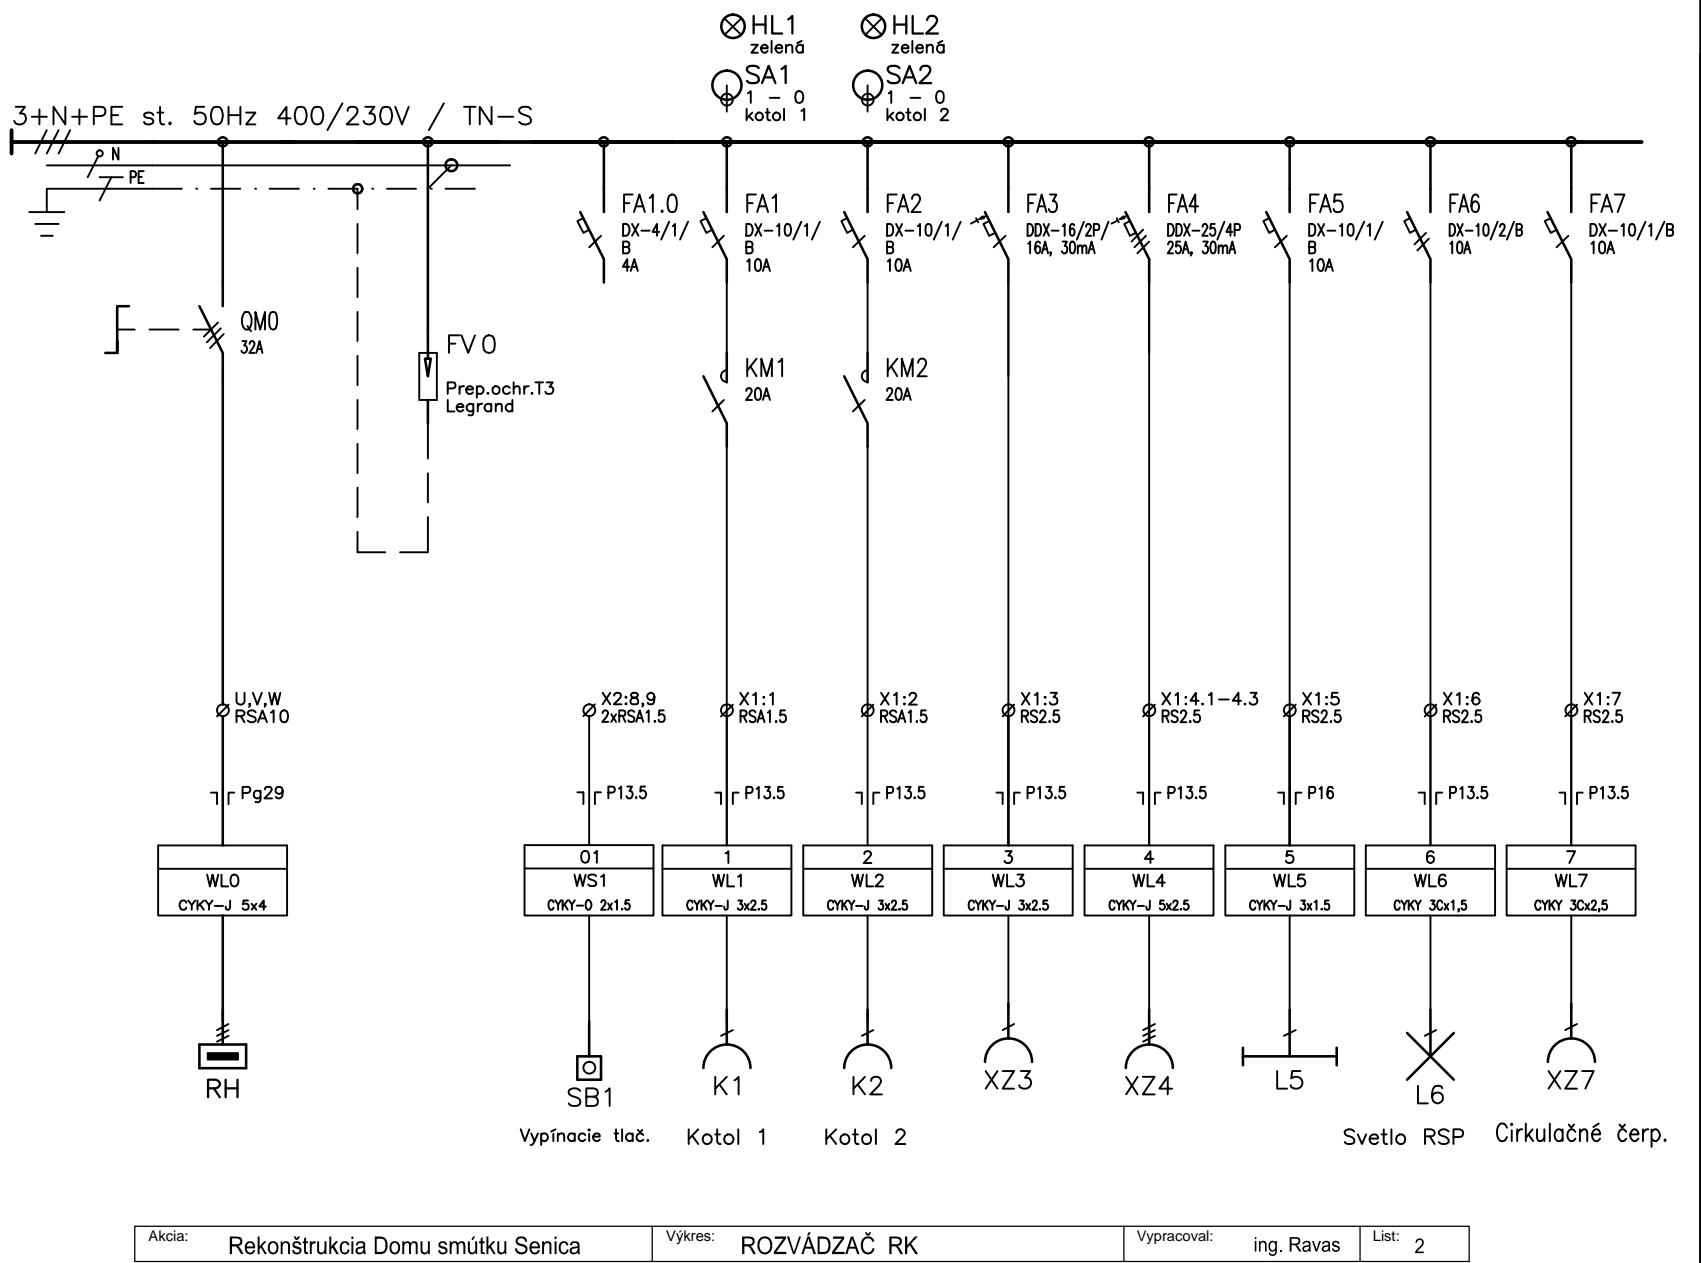 HL1
zelená
HL2
zelená
SA1
1 – 0
kotol 1
SA2
1 – 0
kotol 2
3+N+PE st. 50Hz 400/230V / TN-S
N
PE
FA1.0
DX-4/1/
B
4A
FA1
DX-10/1/
B
10A
FA2
DX-10/1/
B
10A
FA3
DDX-16/2P/
16A, 30mA
FA4
DDX-25/4P
25A, 30mA
FA5
DX-10/1/
B
10A
FA6
DX-10/2/B
10A
FA7
DX-10/1/B
10A
QM0
32A
FV0
Prep.ochr.T3
Legrand
KM1
20A
KM2
20A
U,V,W
RSA10
X2:8,9
2xRSA1.5
X1:1
RSA1.5
X1:2
RSA1.5
X1:3
RS2.5
X1:4.1-4.3
RS2.5
X1:5
RS2.5
X1:6
RS2.5
X1:7
RS2.5
Pg29
P13.5
P13.5
P13.5
P13.5
P13.5
P16
P13.5
P13.5
WL0
CYKY-J 5x4
01
WS1
CYKY-O 2x1.5
1
WL1
CYKY-J 3x2.5
2
WL2
CYKY-J 3x2.5
3
WL3
CYKY-J 3x2.5
4
WL4
CYKY-J 5x2.5
5
WL5
CYKY-J 3x1.5
6
WL6
CYKY 3Cx1,5
7
WL7
CYKY 3Cx2,5
RH
SB1
K1
K2
XZ3
XZ4
L5
L6
XZ7
Vypínacie tlač.
Kotol 1
Kotol 2
Svetlo RSP
Cirkulačné čerp.
Akcia: Rekonštrukcia Domu smútku Senica
Výkres: ROZVÁDZAČ RK
Vypracoval: ing. Ravas
List: 2